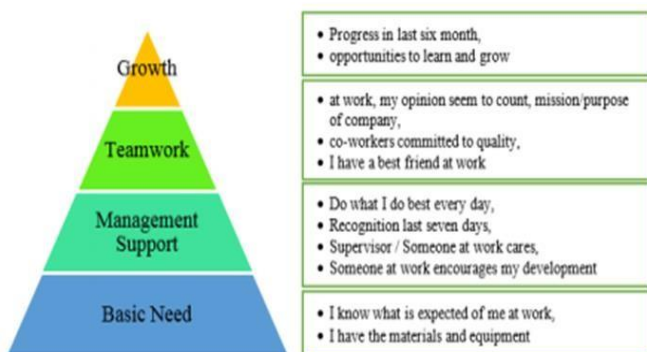 Growth
• Progress in last six month,
• opportunities to learn and grow
Teamwork
• at work, my opinion seem to count, mission/purpose
of company,
• co-workers committed to quality,
• I have a best friend at work
Management
Support
• Do what I do best every day,
• Recognition last seven days,
• Supervisor / Someone at work cares,
• Someone at work encourages my development
Basic Need
• I know what is expected of me at work,
• I have the materials and equipment